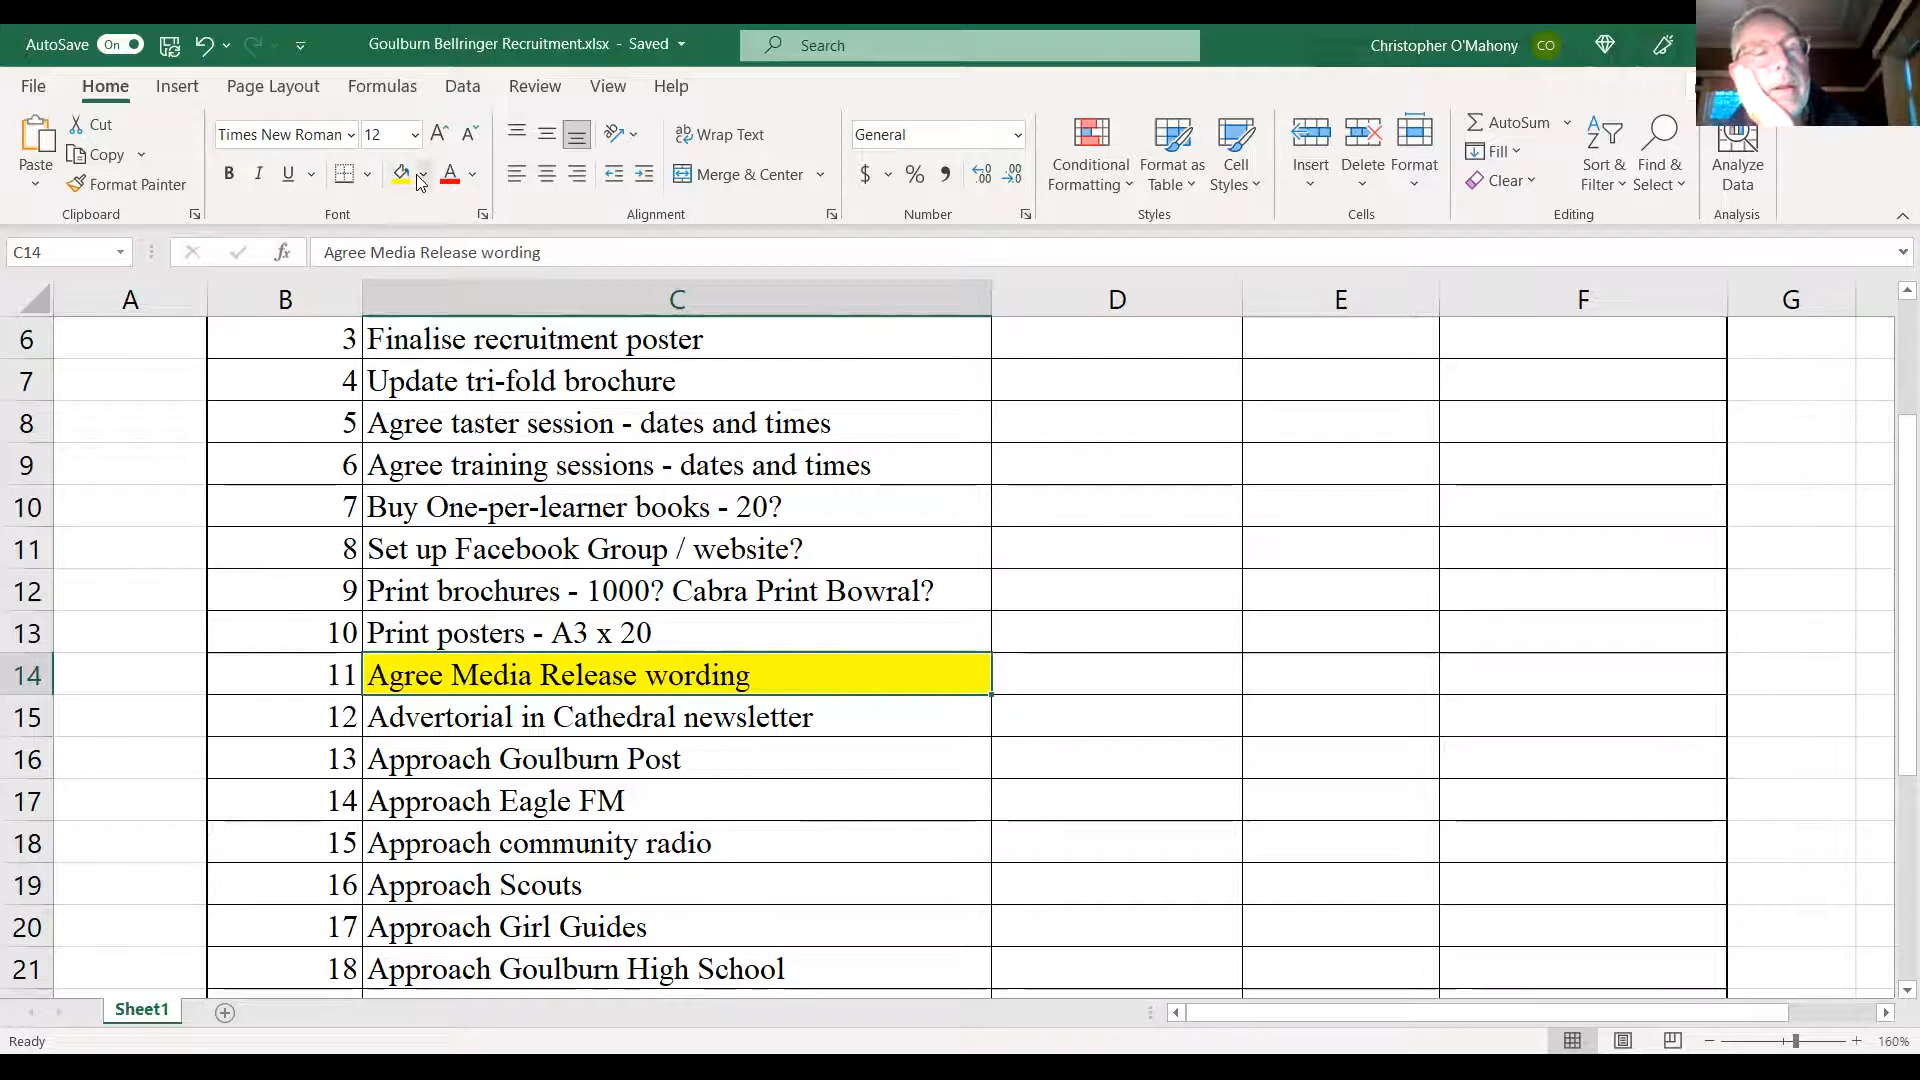 AutoSave On Goulburn Bellringer Recruitment.xlsx - Saved Search Christopher O'Mahony CO
File Home Insert Page Layout Formulas Data Review View Help
Paste Cut Copy Format Painter Clipboard
Times New Roman 12 B I U A Font
Wrap Text Merge & Center Alignment
General $ % Number
Conditional Formatting Format as Table Cell Styles Styles
Insert Delete Format Cells
AutoSum Fill Clear Sort & Filter Find & Select Editing
Analyze Data Analysis
C14 fx Agree Media Release wording
A B C D E F G
6 3 Finalise recruitment poster
7 4 Update tri-fold brochure
8 5 Agree taster session - dates and times
9 6 Agree training sessions - dates and times
10 7 Buy One-per-learner books - 20?
11 8 Set up Facebook Group / website?
12 9 Print brochures - 1000? Cabra Print Bowral?
13 10 Print posters - A3 x 20
14 11 Agree Media Release wording
15 12 Advertorial in Cathedral newsletter
16 13 Approach Goulburn Post
17 14 Approach Eagle FM
18 15 Approach community radio
19 16 Approach Scouts
20 17 Approach Girl Guides
21 18 Approach Goulburn High School
Sheet1
Ready 160%